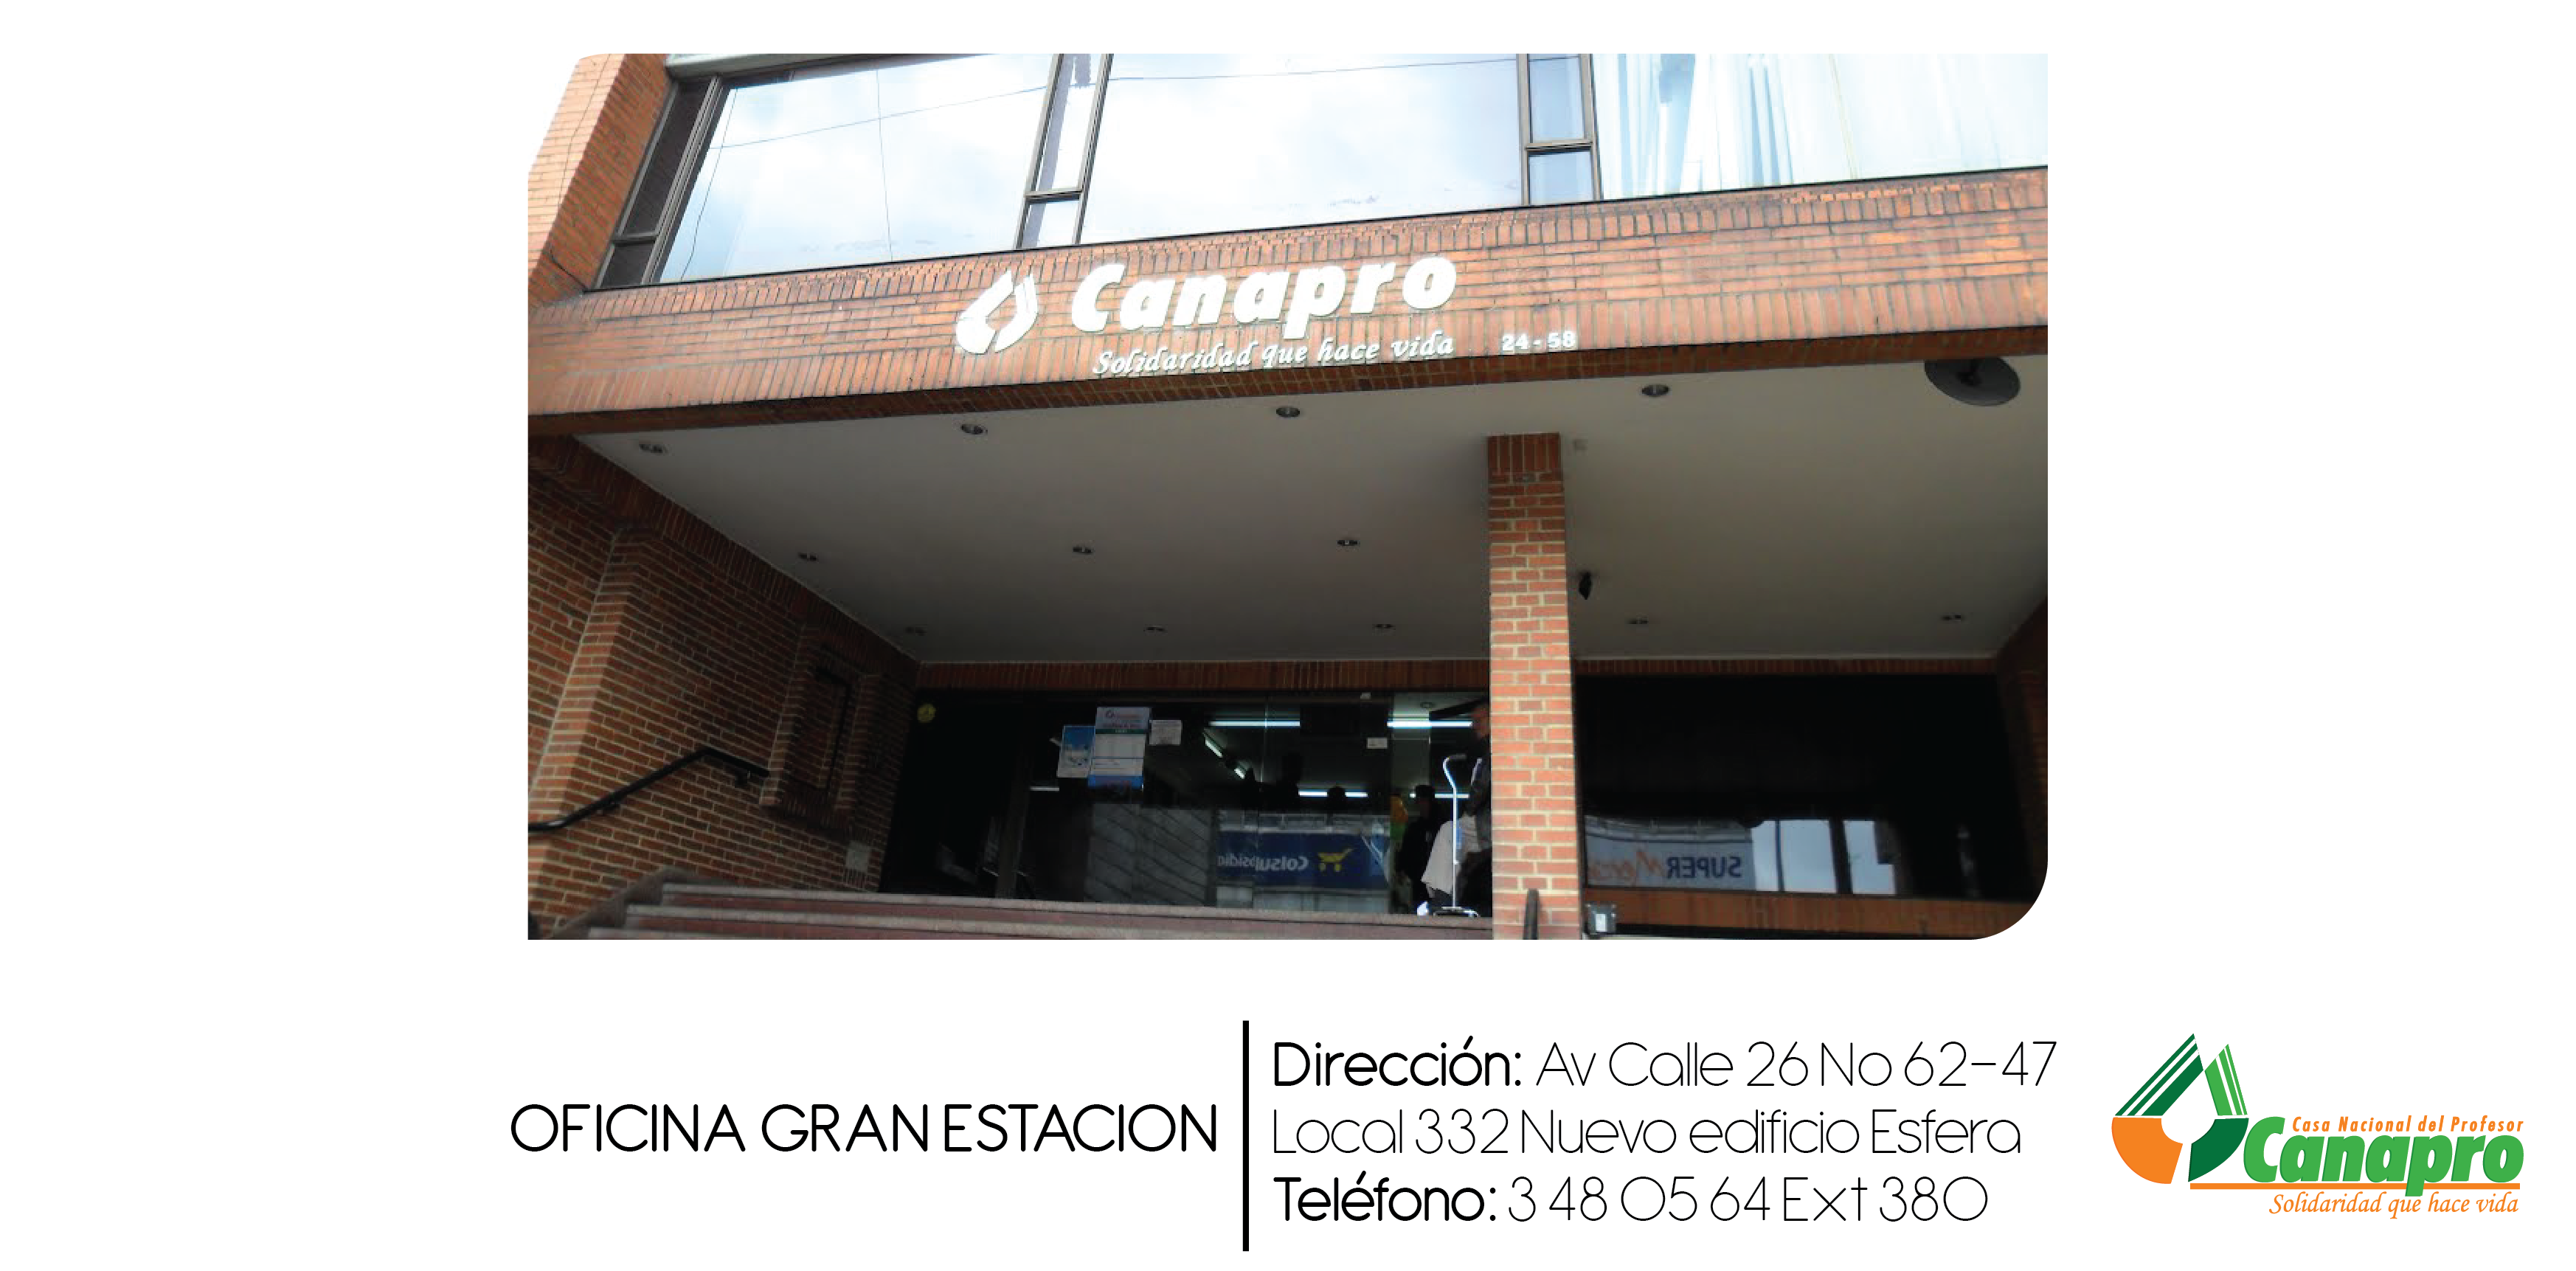 Canapro
Solidaridad que hace vida 24-58
Colsubsidio
SUPER
OFICINA GRAN ESTACION
Dirección: Av Calle 26 No 62-47
Local 332 Nuevo edificio Esfera
Teléfono: 3 48 05 64 Ext 380
Casa Nacional del Profesor
Canapro
Solidaridad que hace vida